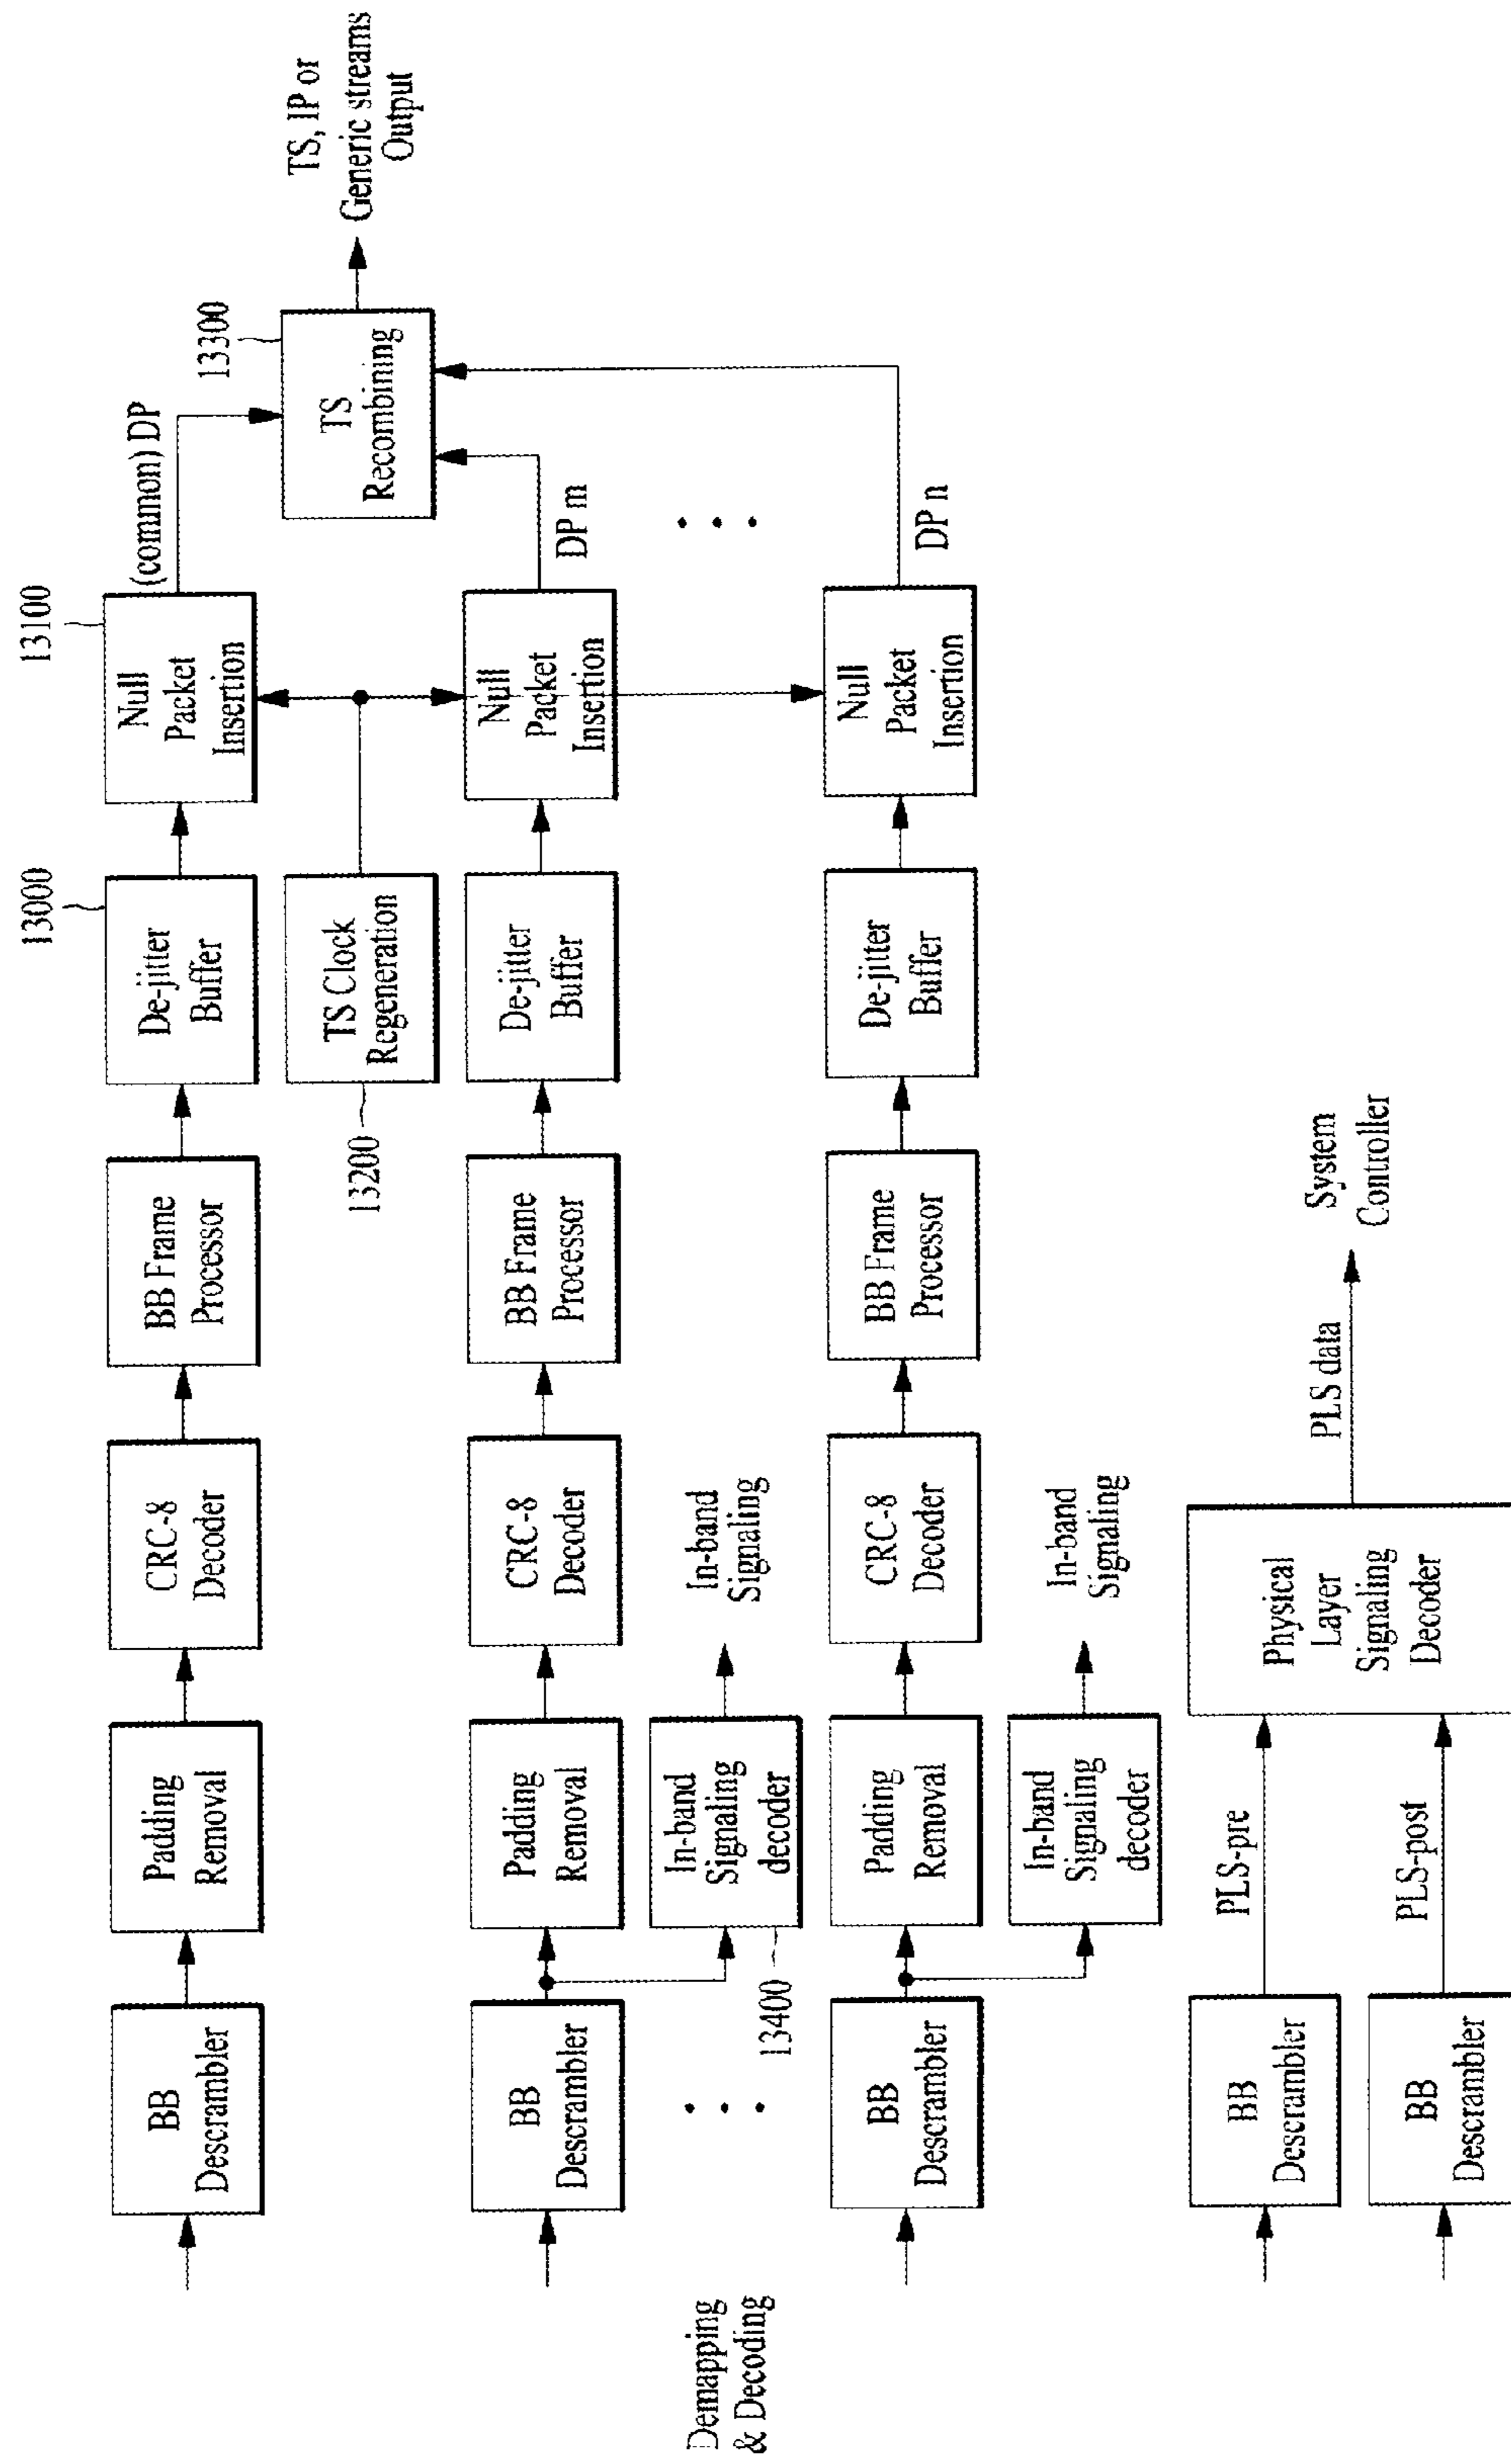 Demapping
& Decoding
BB
Descrambler
Padding
Removal
CRC-8
Decoder
BB Frame
Processor
13000
De-jitter
Buffer
13100
Null
Packet
Insertion
(common) DP
13200
TS Clock
Regeneration
13300
TS
Recombining
TS, IP or
Generic streams
Output
BB
Descrambler
Padding
Removal
CRC-8
Decoder
BB Frame
Processor
De-jitter
Buffer
Null
Packet
Insertion
DP m
13400
In-band
Signaling
decoder
In-band
Signaling
BB
Descrambler
Padding
Removal
CRC-8
Decoder
BB Frame
Processor
De-jitter
Buffer
Null
Packet
Insertion
DP n
In-band
Signaling
decoder
In-band
Signaling
BB
Descrambler
PLS-pre
BB
Descrambler
PLS-post
Physical
Layer
Signaling
Decoder
PLS data
System
Controller